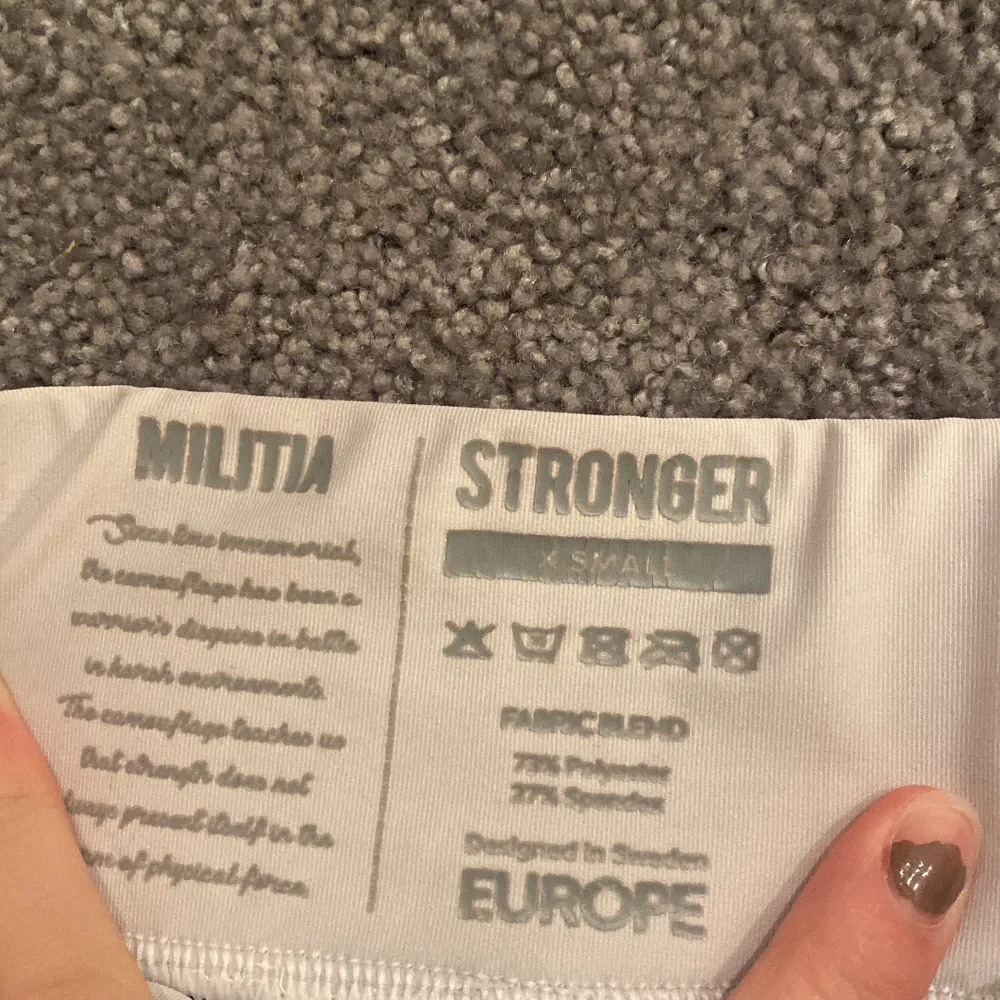 MILITIA
Since time immemorial,
the camouflage has been a
warrior's disguise in battle
in harsh environments.
The camouflage teaches us
that strength does not
present itself in the
of physical force.
STRONGER
X SMALL
FABRIC BLEND
73% Polyester
27% Spandex
Designed in Sweden
EUROPE